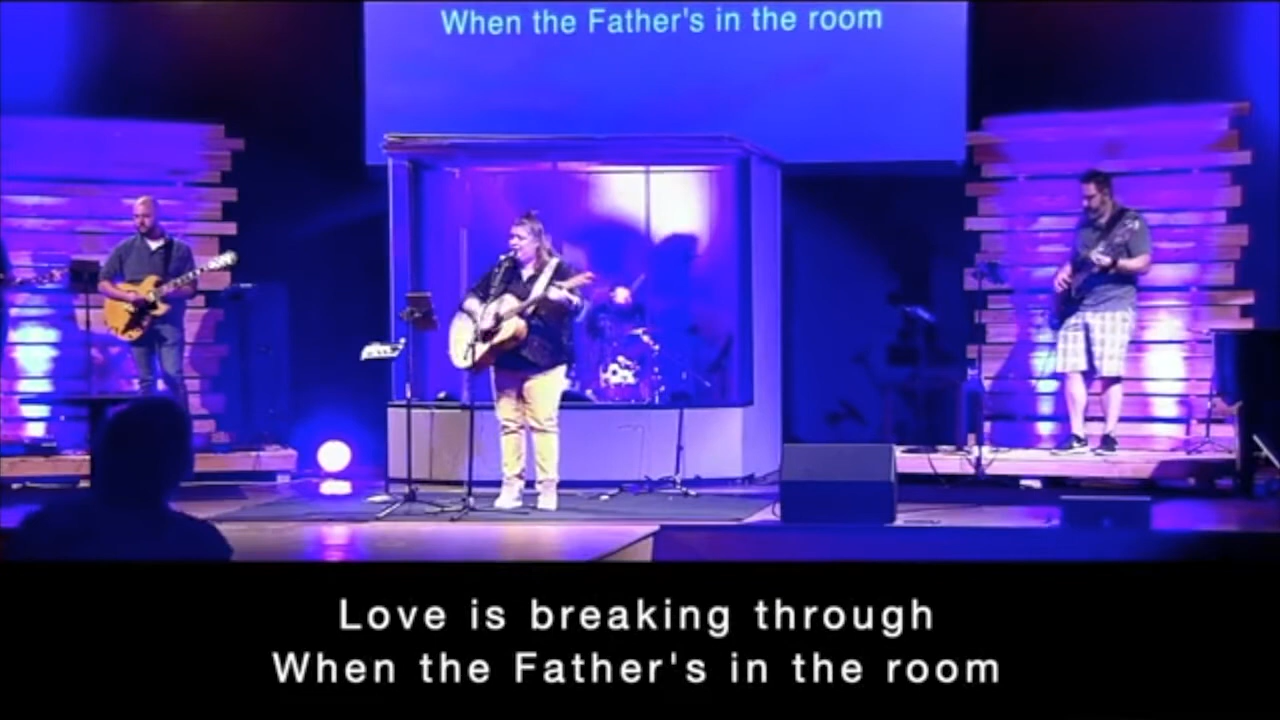 When the Father's in the room
Love is breaking through
When the Father's in the room